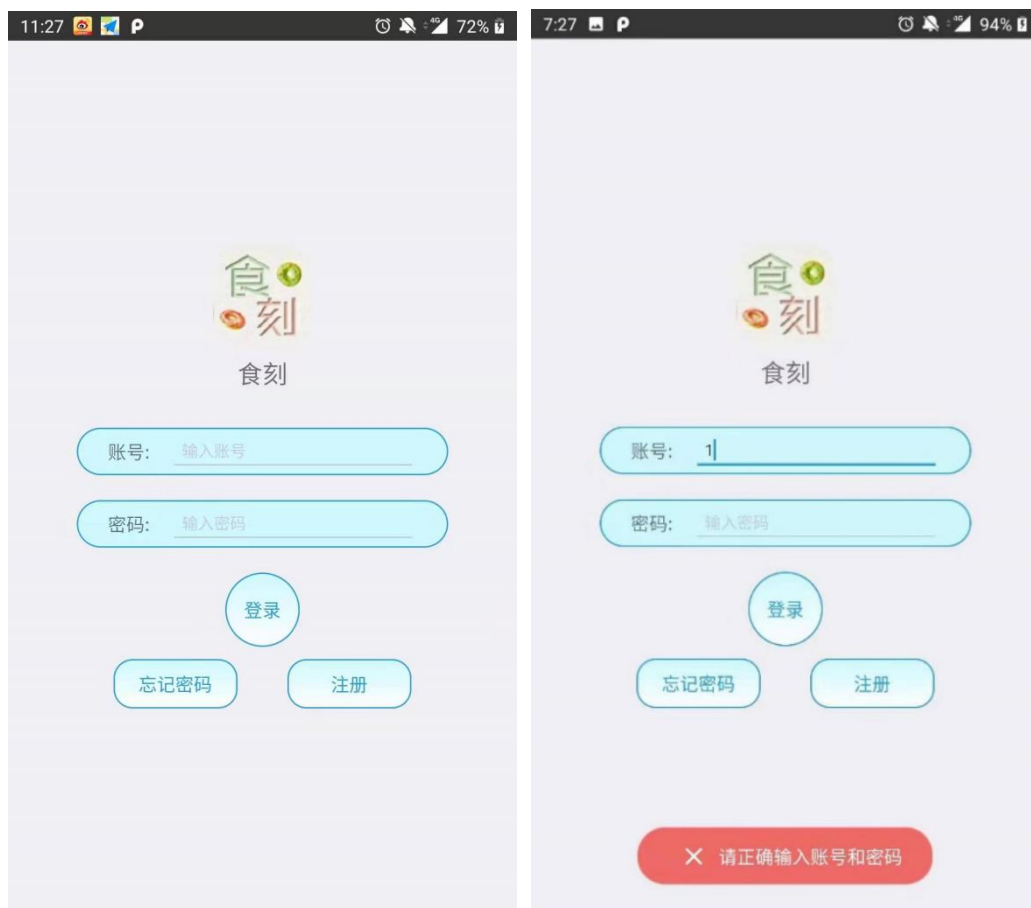 11:27 72%
食
刻
食刻
账号: 输入账号
密码: 输入密码
登录
忘记密码 注册
7:27 94%
食
刻
食刻
账号: 1
密码: 输入密码
登录
忘记密码 注册
× 请正确输入账号和密码